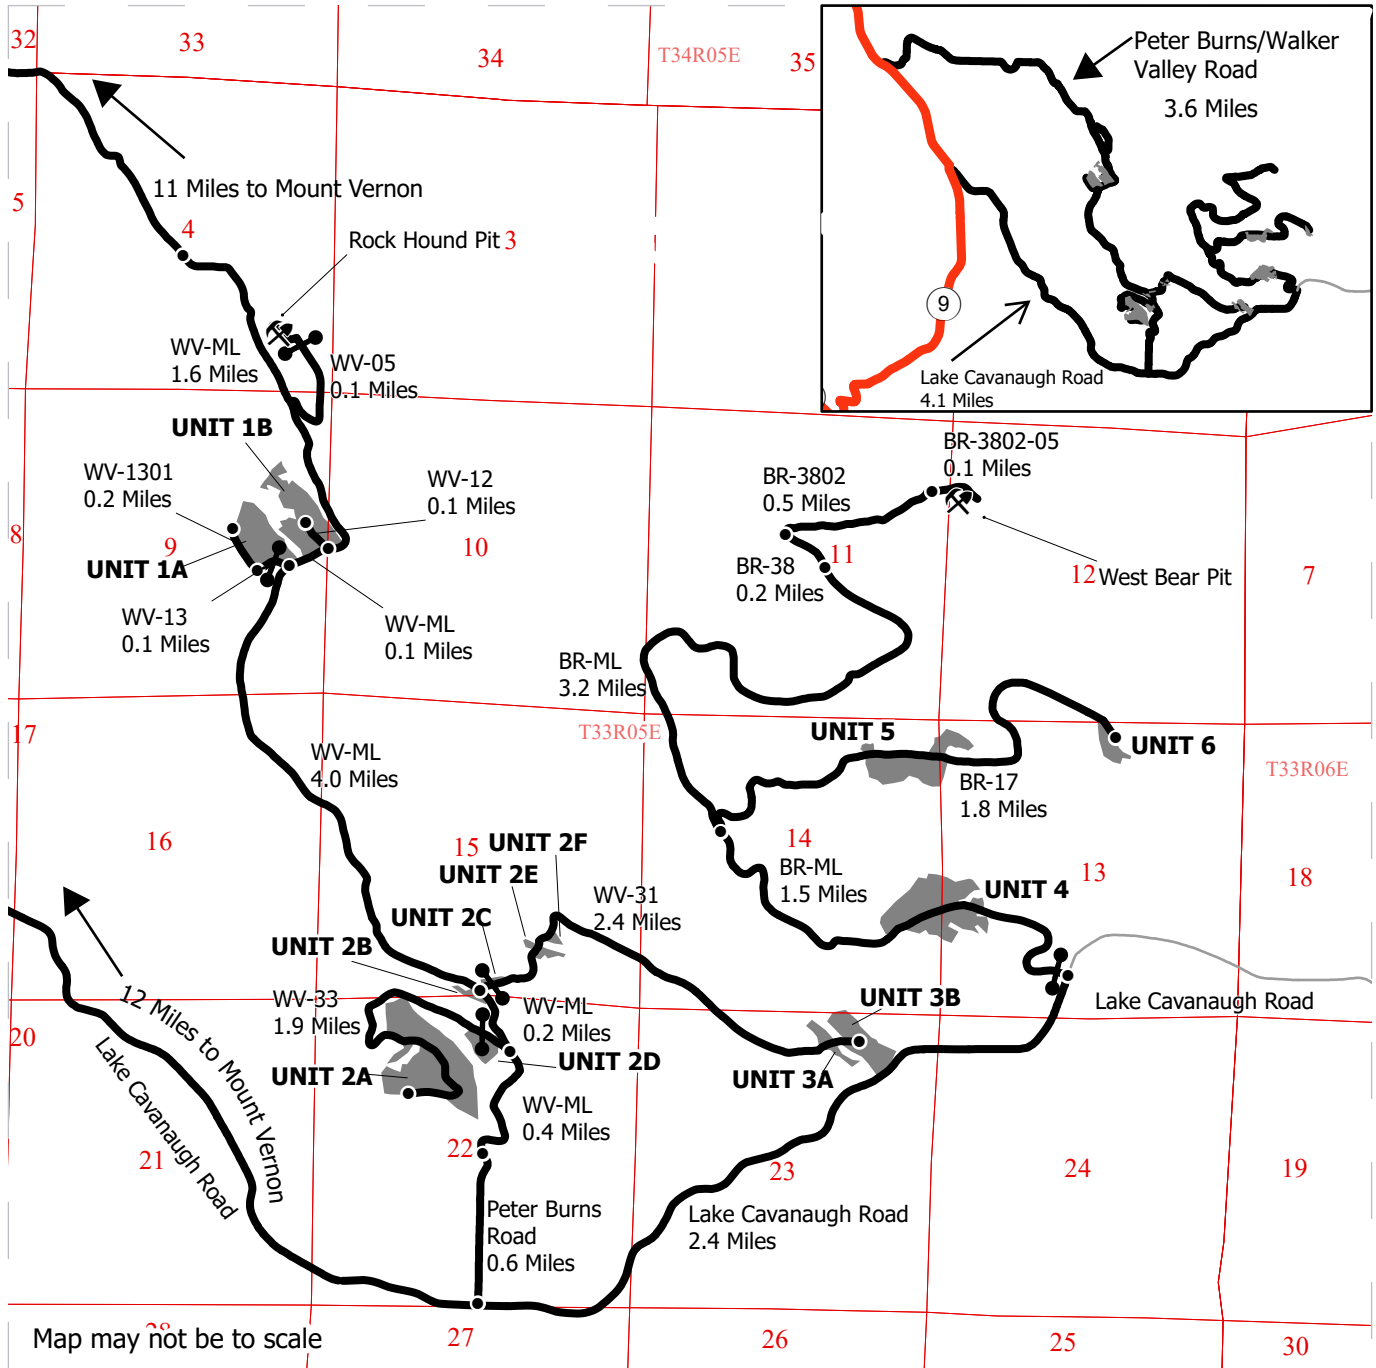 32
33
34
T34R05E
35
Peter Burns/Walker
Valley Road
3.6 Miles
11 Miles to Mount Vernon
5
4
Rock Hound Pit
3
9
WV-ML
1.6 Miles
WV-05
0.1 Miles
Lake Cavanaugh Road
4.1 Miles
UNIT 1B
WV-1301
0.2 Miles
WV-12
0.1 Miles
BR-3802
0.5 Miles
BR-3802-05
0.1 Miles
8
9
10
11
12
7
UNIT 1A
BR-38
0.2 Miles
West Bear Pit
WV-13
0.1 Miles
WV-ML
0.1 Miles
BR-ML
3.2 Miles
17
T33R05E
UNIT 5
UNIT 6
WV-ML
4.0 Miles
BR-17
1.8 Miles
T33R06E
16
15
UNIT 2F
14
13
18
UNIT 2E
BR-ML
1.5 Miles
UNIT 4
WV-31
2.4 Miles
UNIT 2C
UNIT 2B
WV-33
1.9 Miles
WV-ML
0.2 Miles
UNIT 3B
Lake Cavanaugh Road
12 Miles to Mount Vernon
20
Lake Cavanaugh Road
UNIT 2A
UNIT 2D
UNIT 3A
WV-ML
0.4 Miles
21
22
23
24
19
Peter Burns
Road
0.6 Miles
Lake Cavanaugh Road
2.4 Miles
Map may not be to scale
27
26
25
30